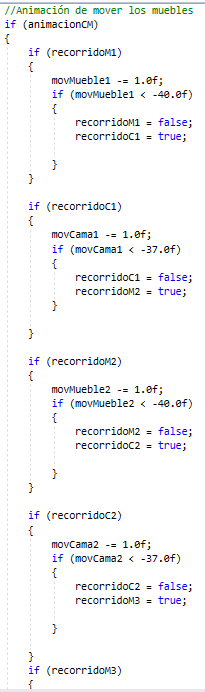 //Animación de mover los muebles
if (animacionCM)
{
if (recorridoM1)
{
movMueble1 -= 1.0f;
if (movMueble1 < -40.0f)
{
recorridoM1 = false;
recorridoC1 = true;
}
}
if (recorridoC1)
{
movCama1 -= 1.0f;
if (movCama1 < -37.0f)
{
recorridoC1 = false;
recorridoM2 = true;
}
}
if (recorridoM2)
{
movMueble2 -= 1.0f;
if (movMueble2 < -40.0f)
{
recorridoM2 = false;
recorridoC2 = true;
}
}
if (recorridoC2)
{
movCama2 -= 1.0f;
if (movCama2 < -37.0f)
{
recorridoC2 = false;
recorridoM3 = true;
}
}
if (recorridoM3)
{